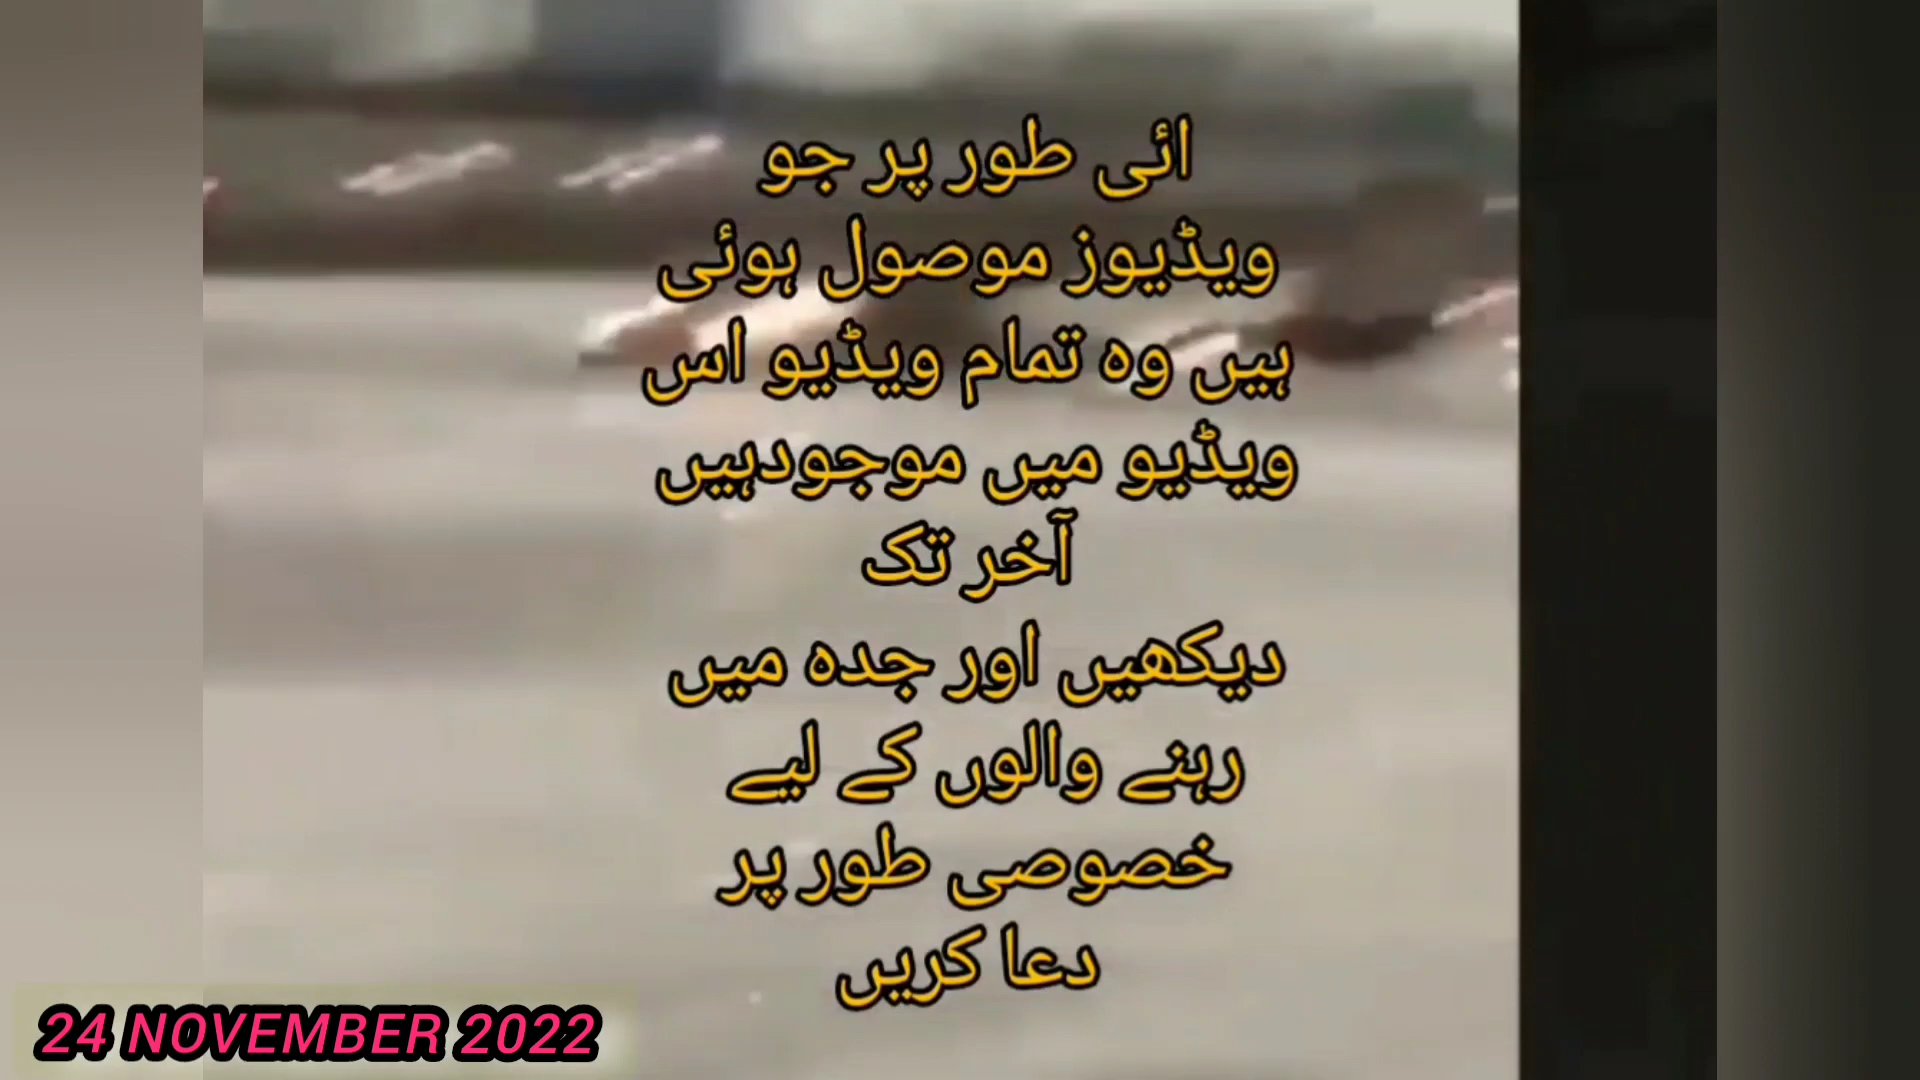 ائی طور پر جو
ویڈیوز موصول ہوئی
ہیں وہ تمام ویڈیو اس
ویڈیو میں موجودہیں
آخر تک
دیکھیں اور جدہ میں
رہنے والوں کے لیے
خصوصی طور پر
دعا کریں
24 NOVEMBER 2022